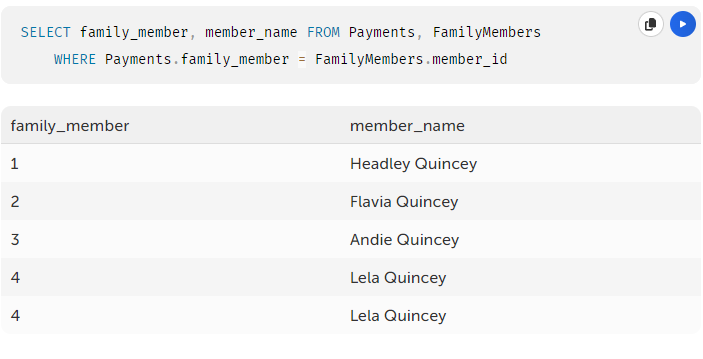 SELECT family_member, member_name FROM Payments, FamilyMembers
WHERE Payments.family_member = FamilyMembers.member_id
family_member member_name
1 Headley Quincey
2 Flavia Quincey
3 Andie Quincey
4 Lela Quincey
4 Lela Quincey